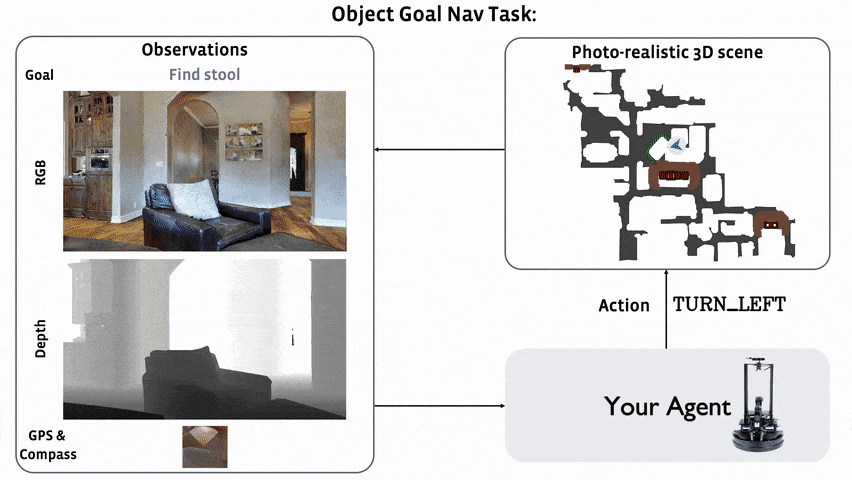 Object Goal Nav Task:
Observations
Goal
Find stool
RGB
Depth
GPS &
Compass
Photo-realistic 3D scene
Action
TURN_LEFT
Your Agent